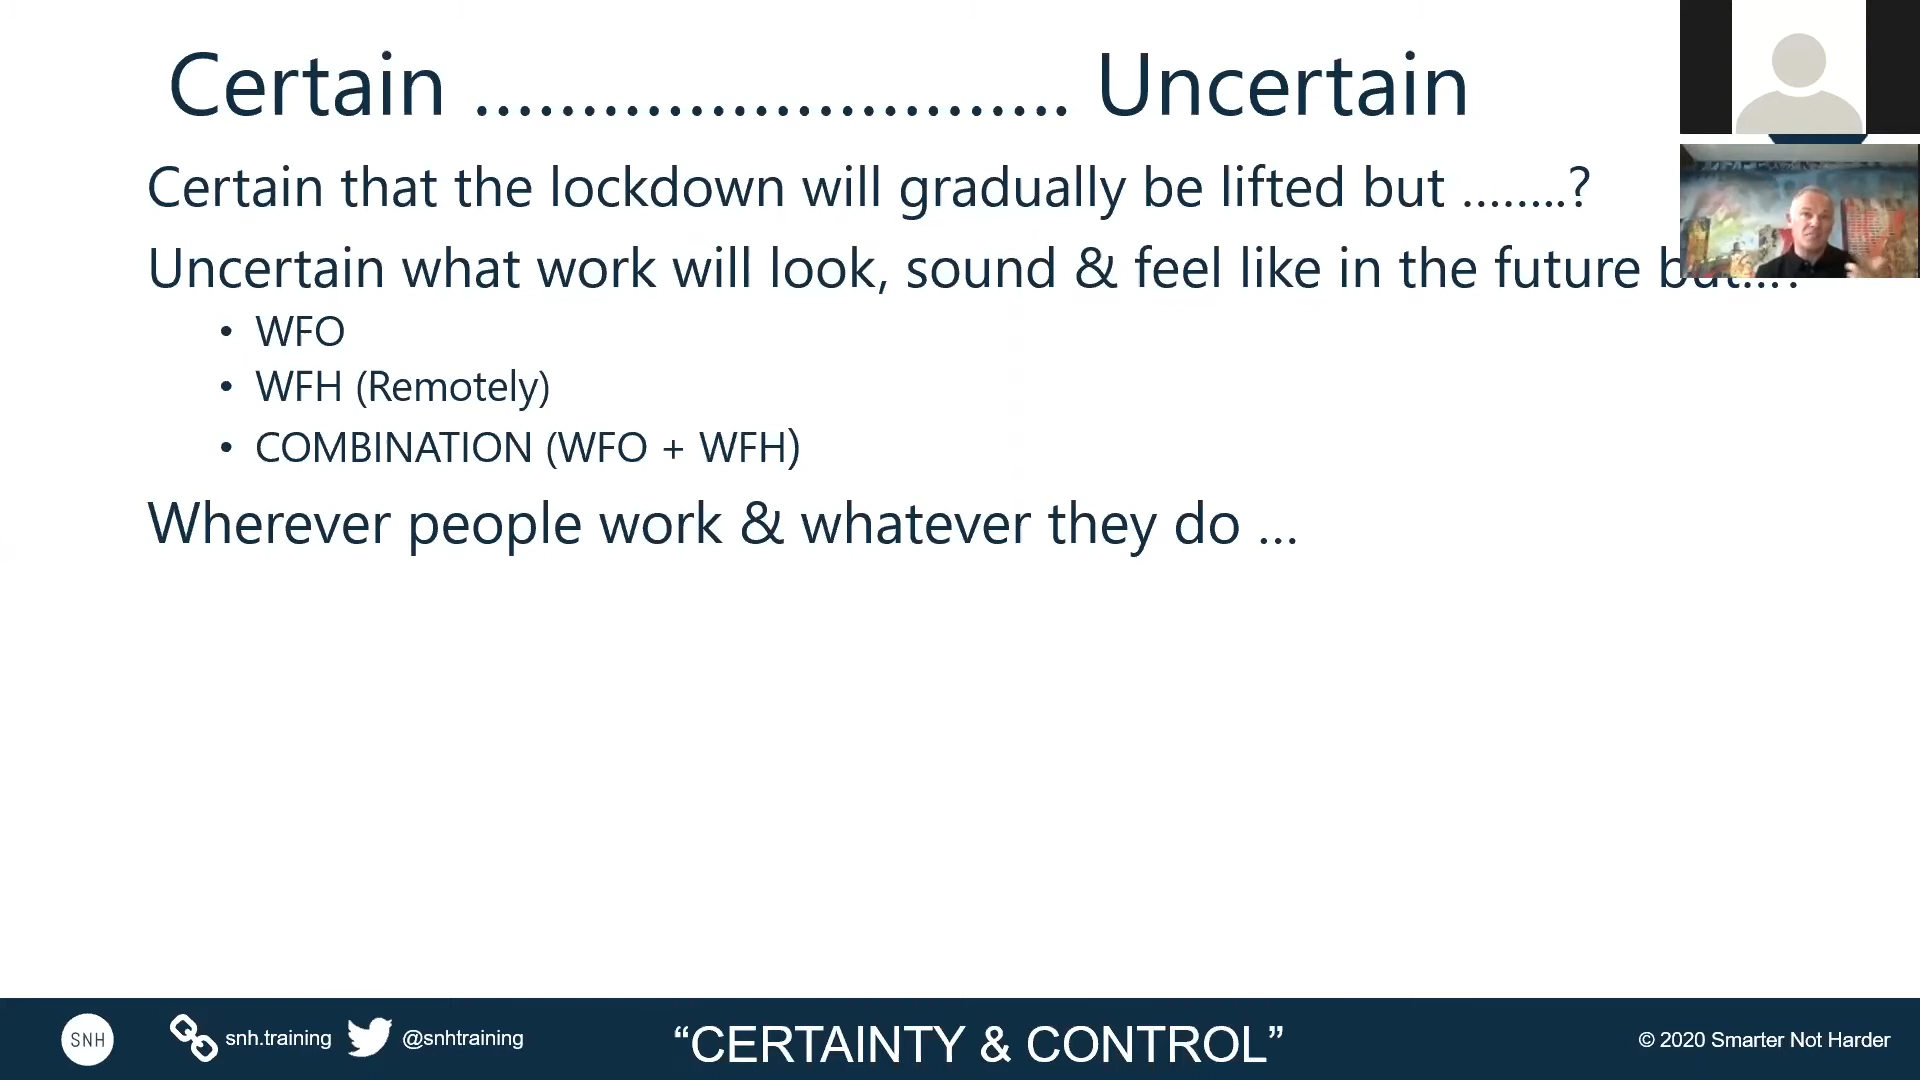 Certain ............................ Uncertain
Certain that the lockdown will gradually be lifted but ........?
Uncertain what work will look, sound & feel like in the future but...?
• WFO
• WFH (Remotely)
• COMBINATION (WFO + WFH)
Wherever people work & whatever they do ...
SNH snh.training @snhtraining “CERTAINTY & CONTROL” © 2020 Smarter Not Harder